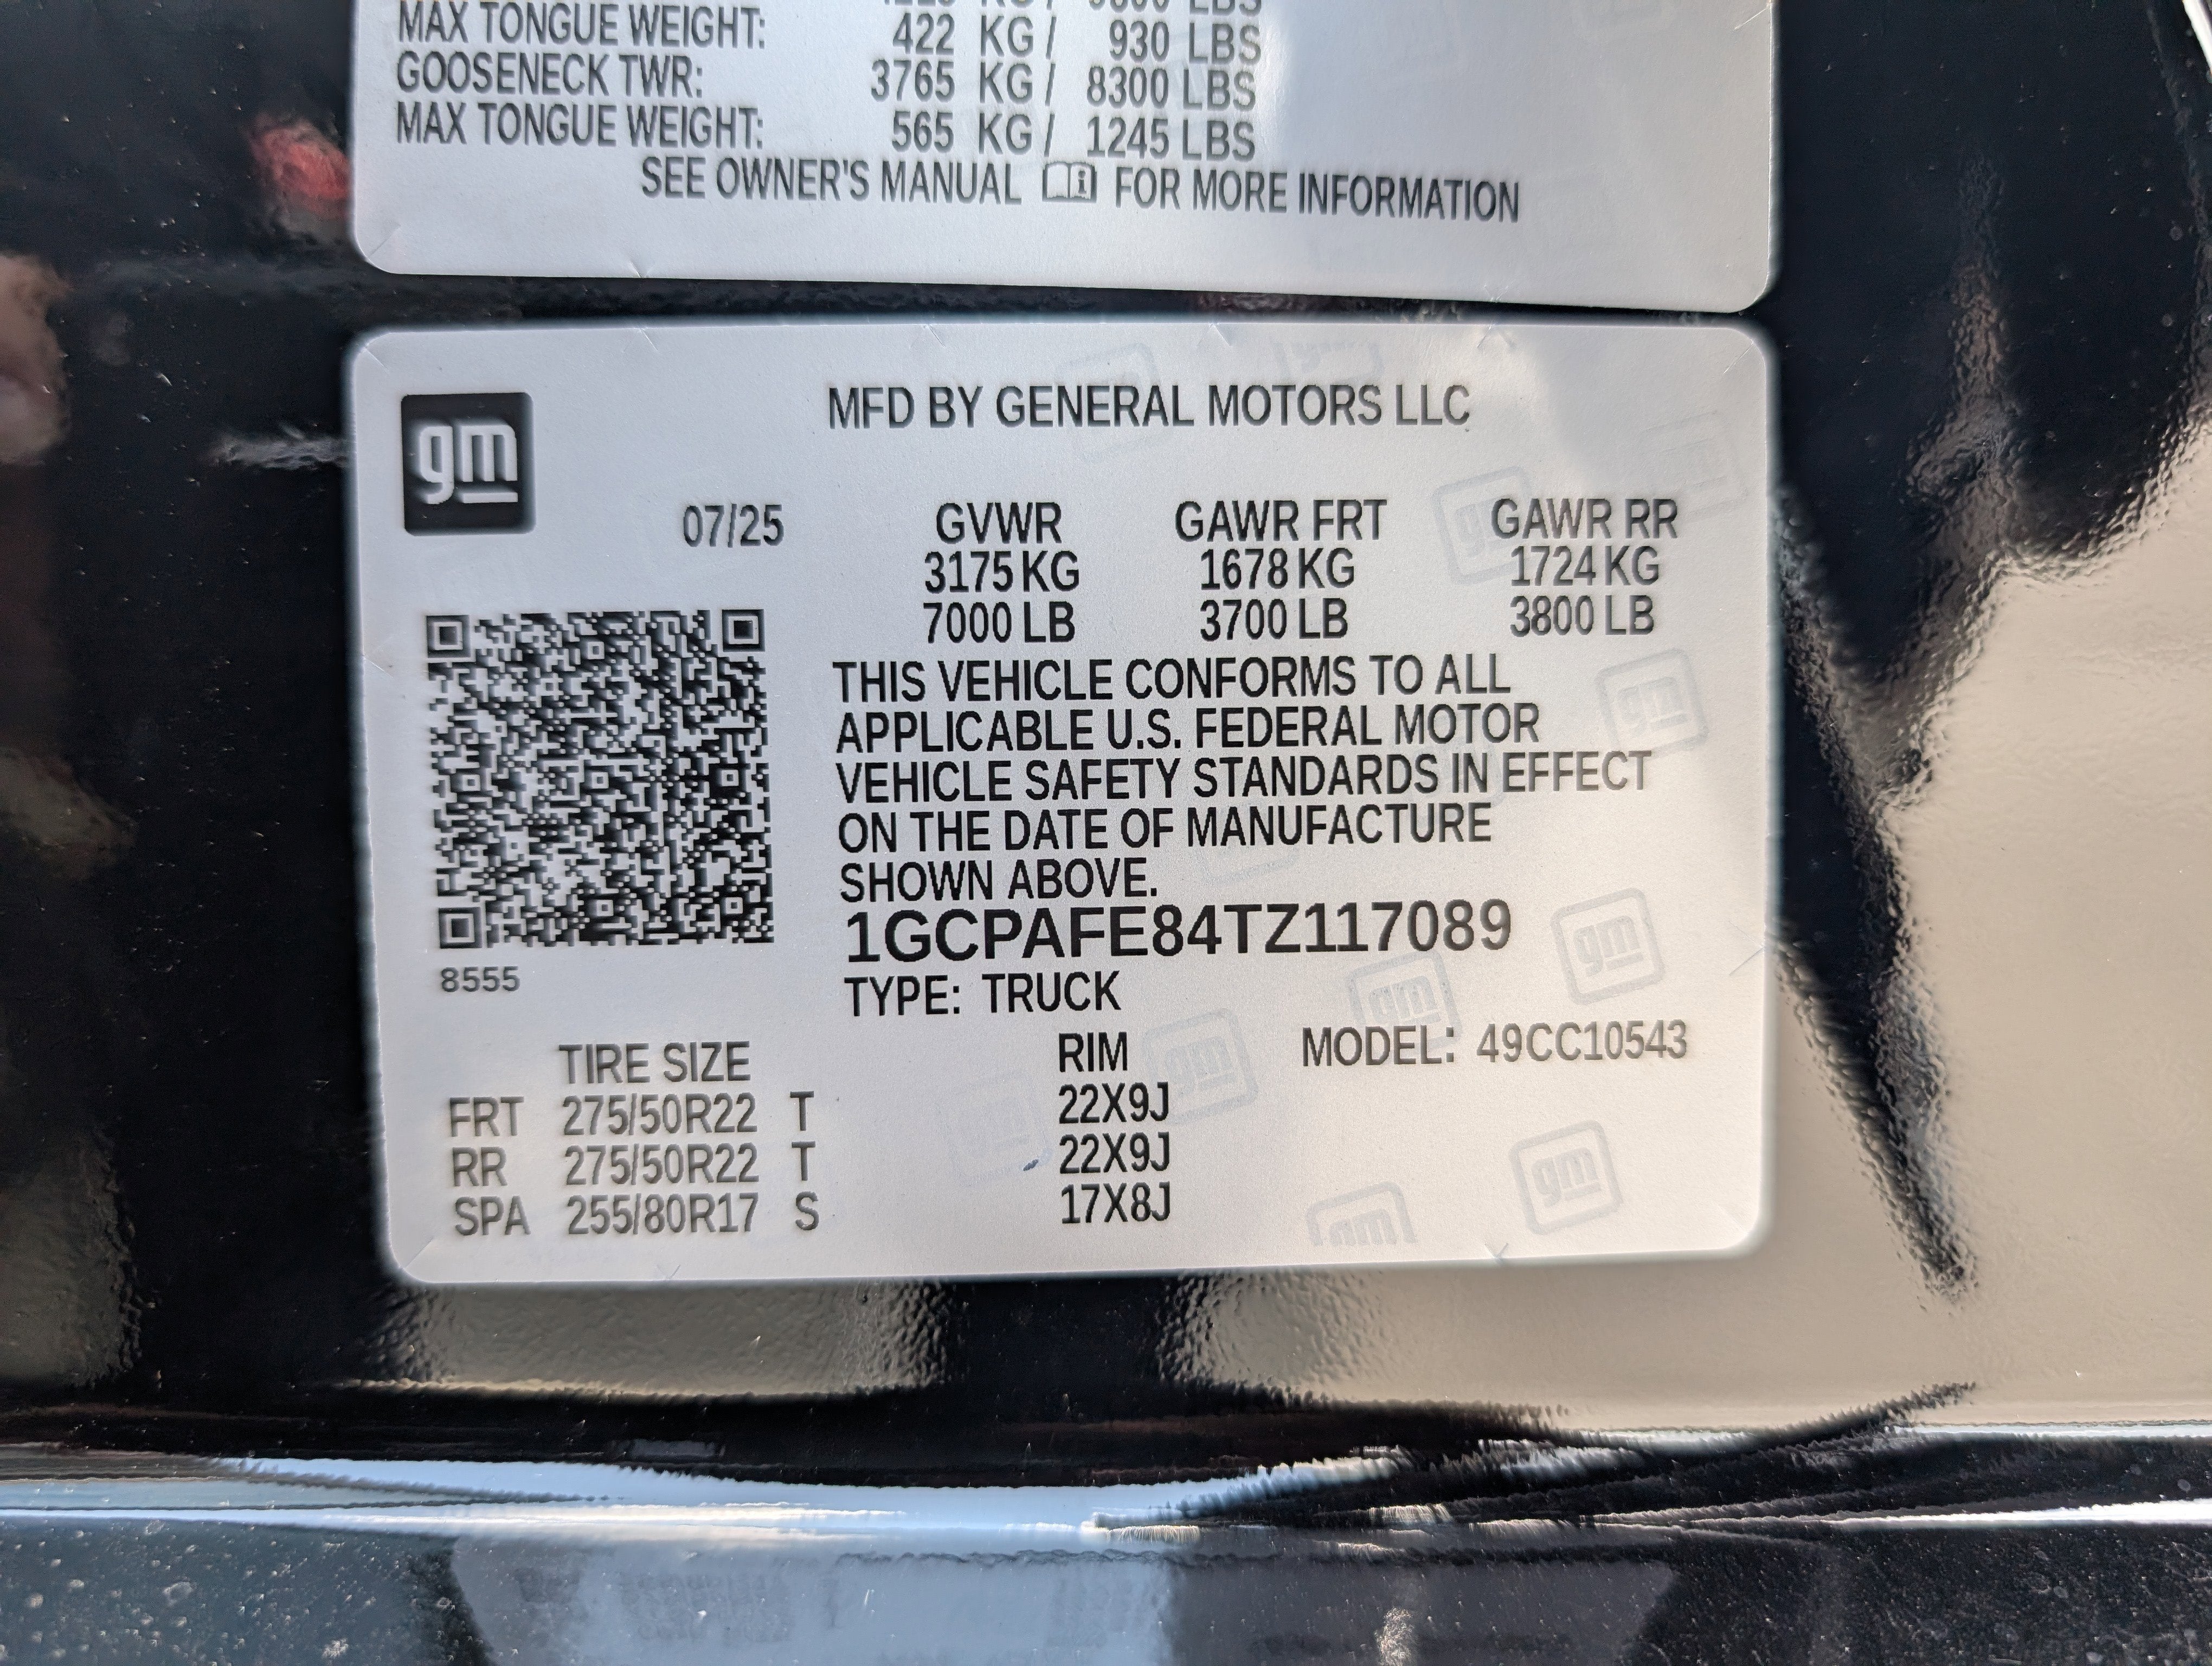 MAX TONGUE WEIGHT: 422 KG / 930 LBS
GOOSENECK TWR: 3765 KG / 8300 LBS
MAX TONGUE WEIGHT: 565 KG / 1245 LBS
SEE OWNER'S MANUAL FOR MORE INFORMATION
gm
MFD BY GENERAL MOTORS LLC
07/25 GVWR GAWR FRT GAWR RR
3175 KG 1678 KG 1724 KG
7000 LB 3700 LB 3800 LB
THIS VEHICLE CONFORMS TO ALL
APPLICABLE U.S. FEDERAL MOTOR
VEHICLE SAFETY STANDARDS IN EFFECT
ON THE DATE OF MANUFACTURE
SHOWN ABOVE.
1GCPAFE84TZ117089
8555
TYPE: TRUCK
TIRE SIZE RIM MODEL: 49CC10543
FRT 275/50R22 T 22X9J
RR 275/50R22 T 22X9J
SPA 255/80R17 S 17X8J